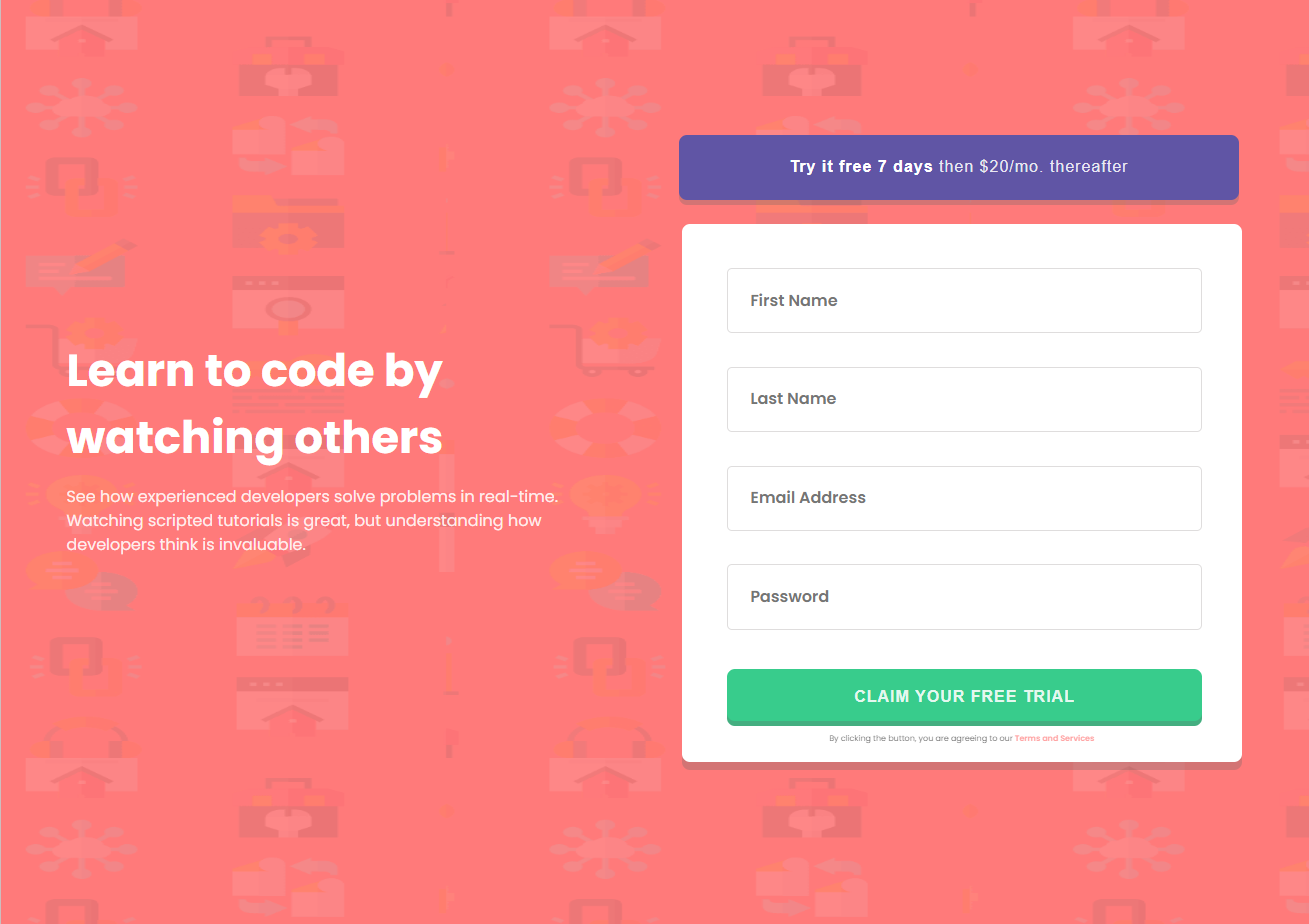 Learn to code by
watching others
See how experienced developers solve problems in real-time.
Watching scripted tutorials is great, but understanding how
developers think is invaluable.
Try it free 7 days then $20/mo. thereafter
First Name
Last Name
Email Address
Password
CLAIM YOUR FREE TRIAL
By clicking the button, you are agreeing to our Terms and Services